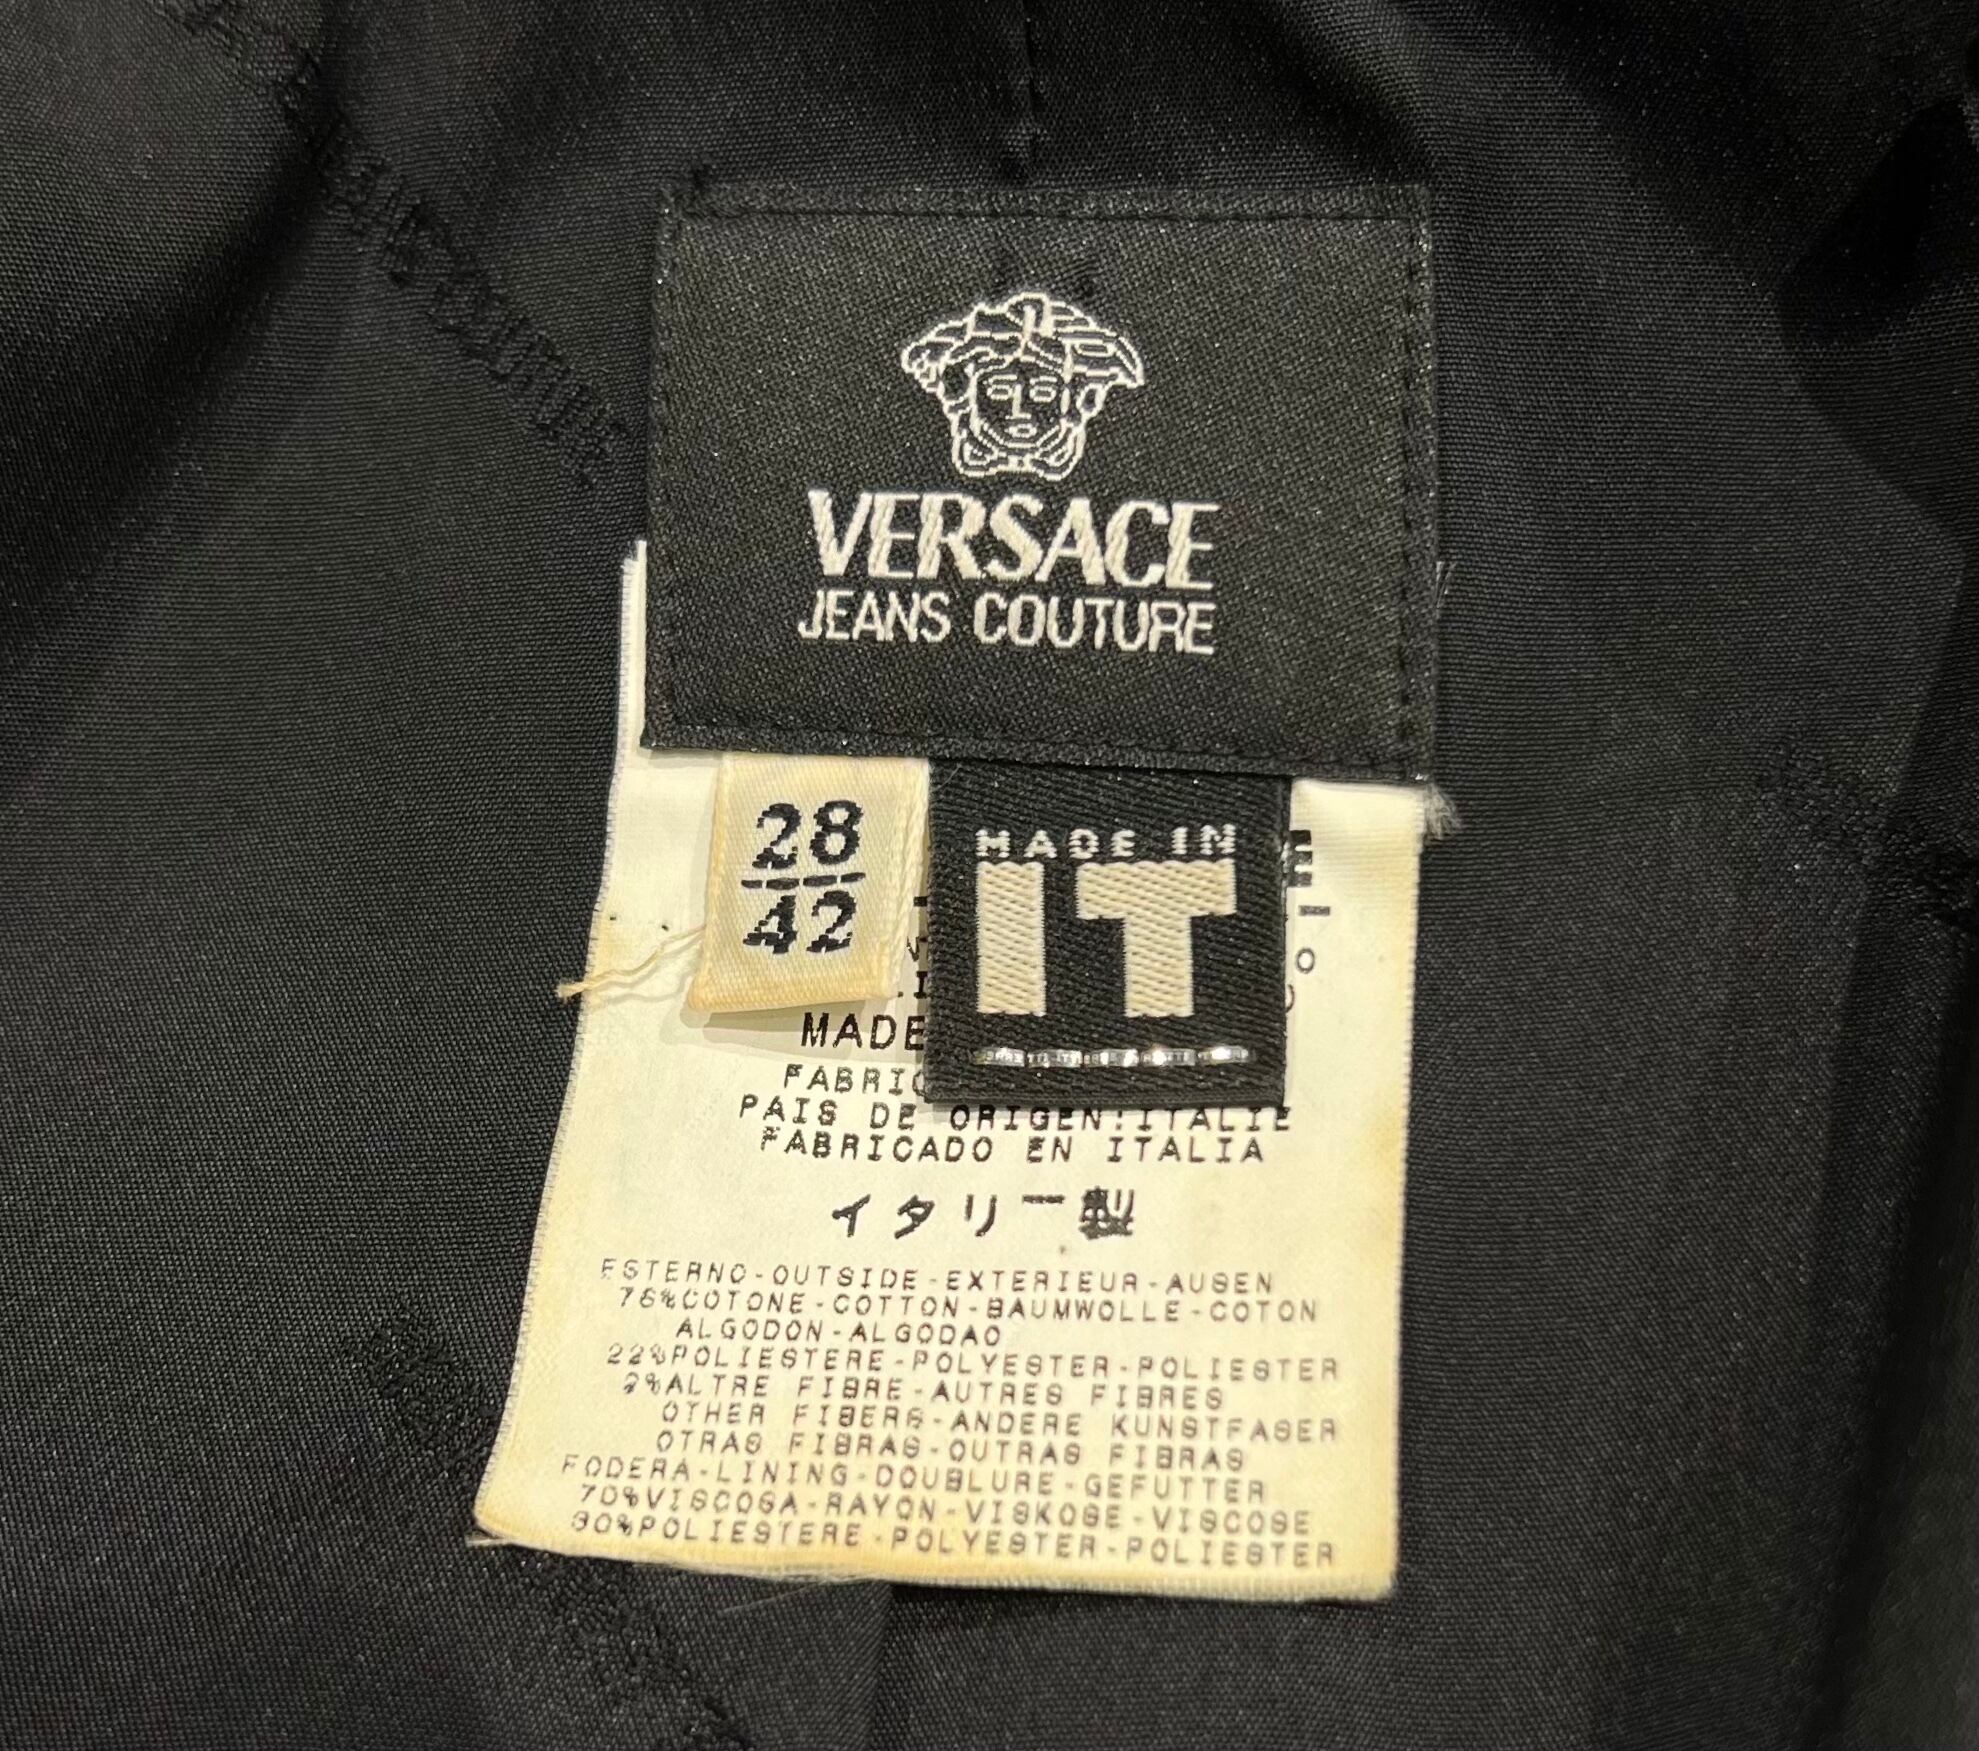 VERSACE
JEANS COUTURE
28
42
MADE IN
IT
MADE
FABRIC
PAIS DE ORIGEN:ITALIE
FABRICADO EN ITALIA
イタリー製
ESTERNO-OUTSIDE-EXTERIEUR-AUSEN
76%COTONE-COTTON-BAUMWOLLE-COTON
ALGODON-ALGODAO
22%POLIESTERE-POLYESTER-POLIESTER
2%ALTRE FIBRE-AUTRES FIBRES
OTHER FIBERS-ANDERE KUNSTFASER
OTRAS FIBRAS-OUTRAS FIBRAS
FODERA-LINING-DOUBLURE-GEFUTTER
70%VISCOSA-RAYON-VISKOSE-VISCOSE
30%POLIESTERE-POLYESTER-POLIESTER